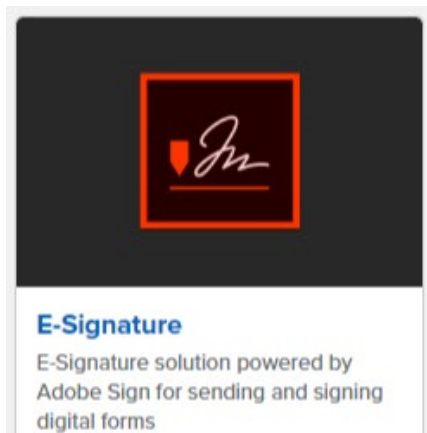 E-Signature
E-Signature solution powered by
Adobe Sign for sending and signing
digital forms